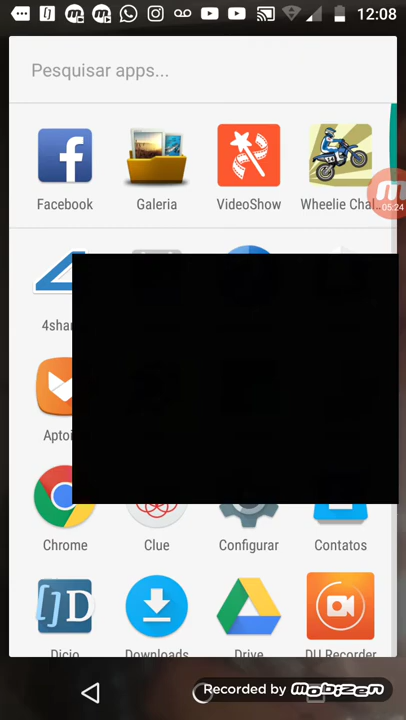 12:08
Pesquisar apps...
Facebook
Galeria
VideoShow
Wheelie Chal...
05:24
4shar
Aptoi
Chrome
Clue
Configurar
Contatos
Dicio
Downloads
Drive
DU Recorder
Recorded by MOBIZEN